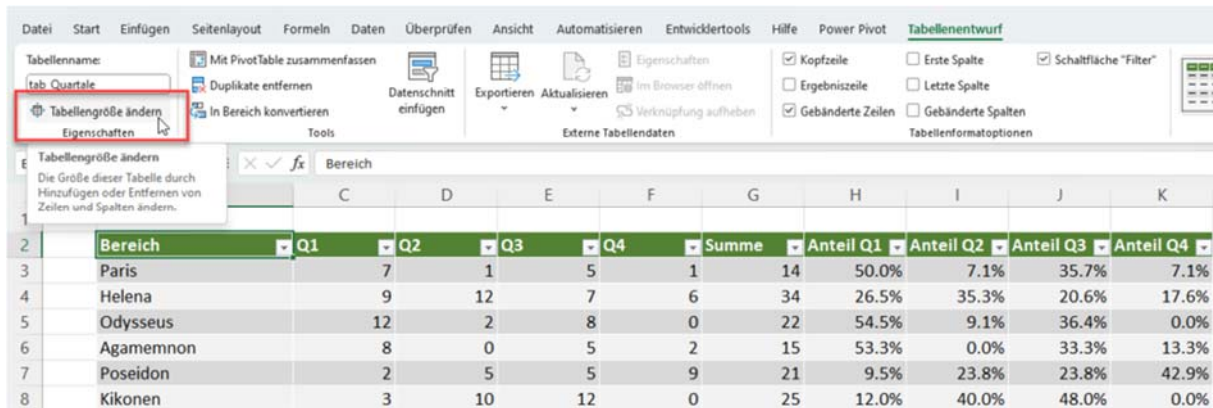 Datei Start Einfügen Seitenlayout Formeln Daten Überprüfen Ansicht Automatisieren Entwicklertools Hilfe Power Pivot Tabellenentwurf
Tabellenname:
tab_Quartale
Tabellengröße ändern
Eigenschaften
Mit PivotTable zusammenfassen
Duplikate entfernen
In Bereich konvertieren
Tools
Datenschnitt
einfügen
Exportieren Aktualisieren
Eigenschaften
Im Browser öffnen
Verknüpfung aufheben
Externe Tabellendaten
Kopfzeile Erste Spalte Schaltfläche "Filter"
Ergebniszeile Letzte Spalte
Gebänderte Zeilen Gebänderte Spalten
Tabellenformatoptionen
Tabellengröße ändern
Die Größe dieser Tabelle durch
Hinzufügen oder Entfernen von
Zeilen und Spalten ändern.
fx Bereich
C D E F G H I J K
1
2 Bereich Q1 Q2 Q3 Q4 Summe Anteil Q1 Anteil Q2 Anteil Q3 Anteil Q4
3 Paris 7 1 5 1 14 50.0% 7.1% 35.7% 7.1%
4 Helena 9 12 7 6 34 26.5% 35.3% 20.6% 17.6%
5 Odysseus 12 2 8 0 22 54.5% 9.1% 36.4% 0.0%
6 Agamemnon 8 0 5 2 15 53.3% 0.0% 33.3% 13.3%
7 Poseidon 2 5 5 9 21 9.5% 23.8% 23.8% 42.9%
8 Kikonen 3 10 12 0 25 12.0% 40.0% 48.0% 0.0%